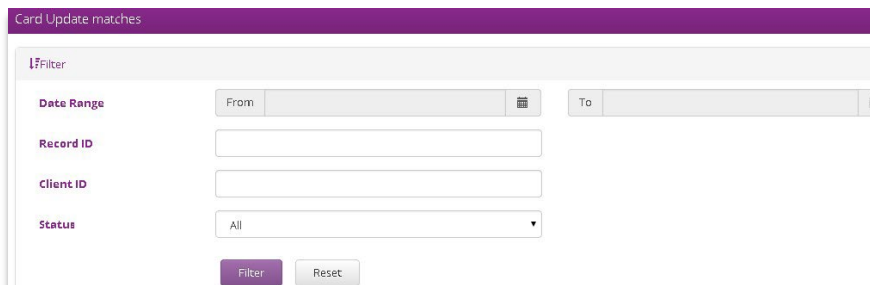 Card Update matches
Filter
Date Range From To
Record ID
Client ID
Status All
Filter Reset